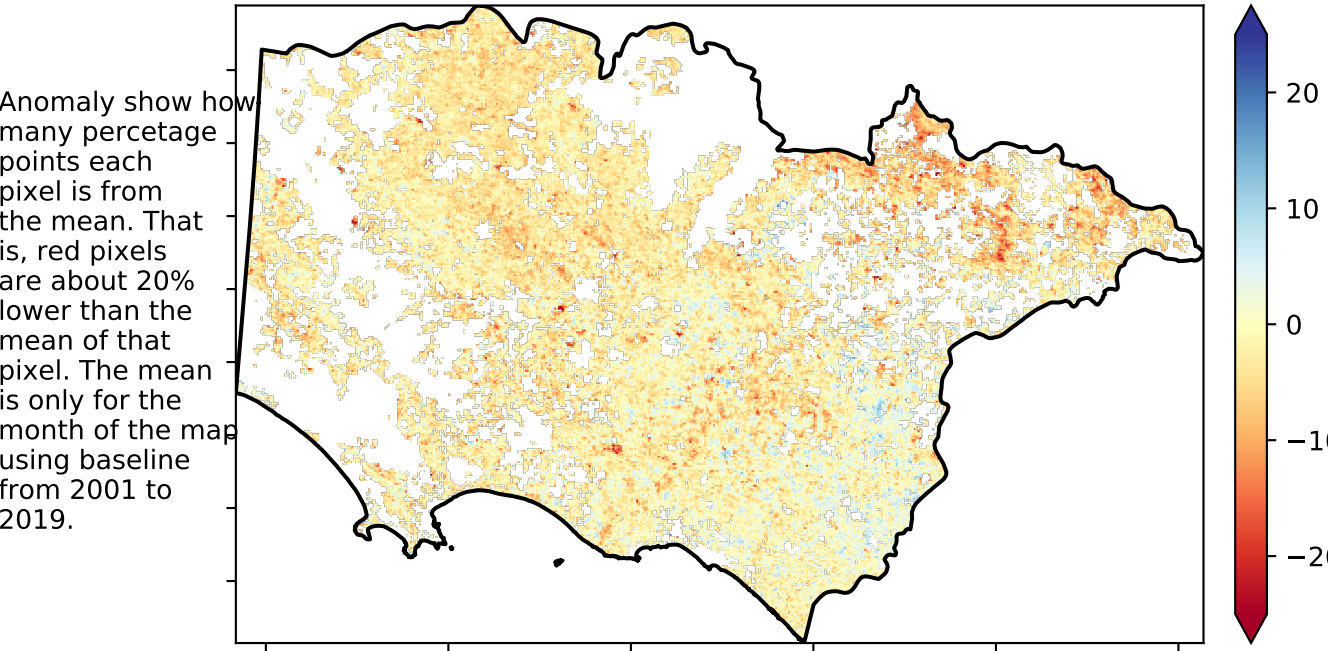 Anomaly show how
many percetage
points each
pixel is from
the mean. That
is, red pixels
are about 20%
lower than the
mean of that
pixel. The mean
is only for the
month of the map
using baseline
from 2001 to
2019.
20
10
0
−10
−20